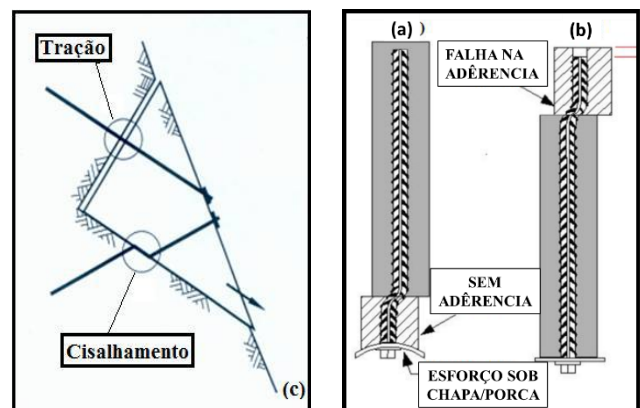 Tração
Cisalhamento
(c)
(a) )
(b)
FALHA NA
ADÊRENCIA
SEM
ADÊRENCIA
ESFORÇO SOB
CHAPA/PORCA